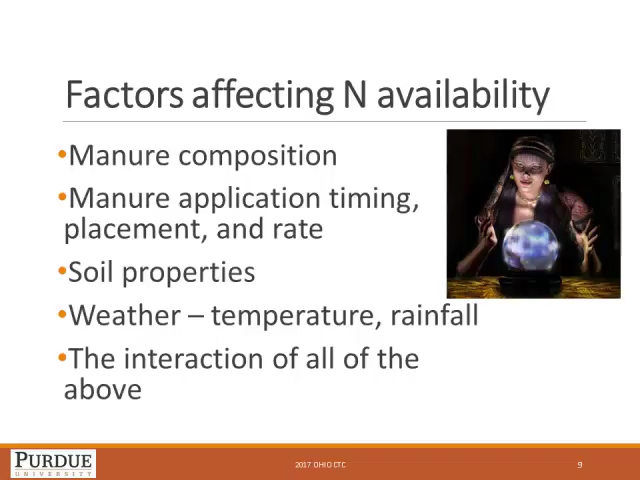 Factors affecting N availability
•Manure composition
•Manure application timing,
placement, and rate
•Soil properties
•Weather – temperature, rainfall
•The interaction of all of the
above
PURDUE
UNIVERSITY
2017 OHIO CTC
9